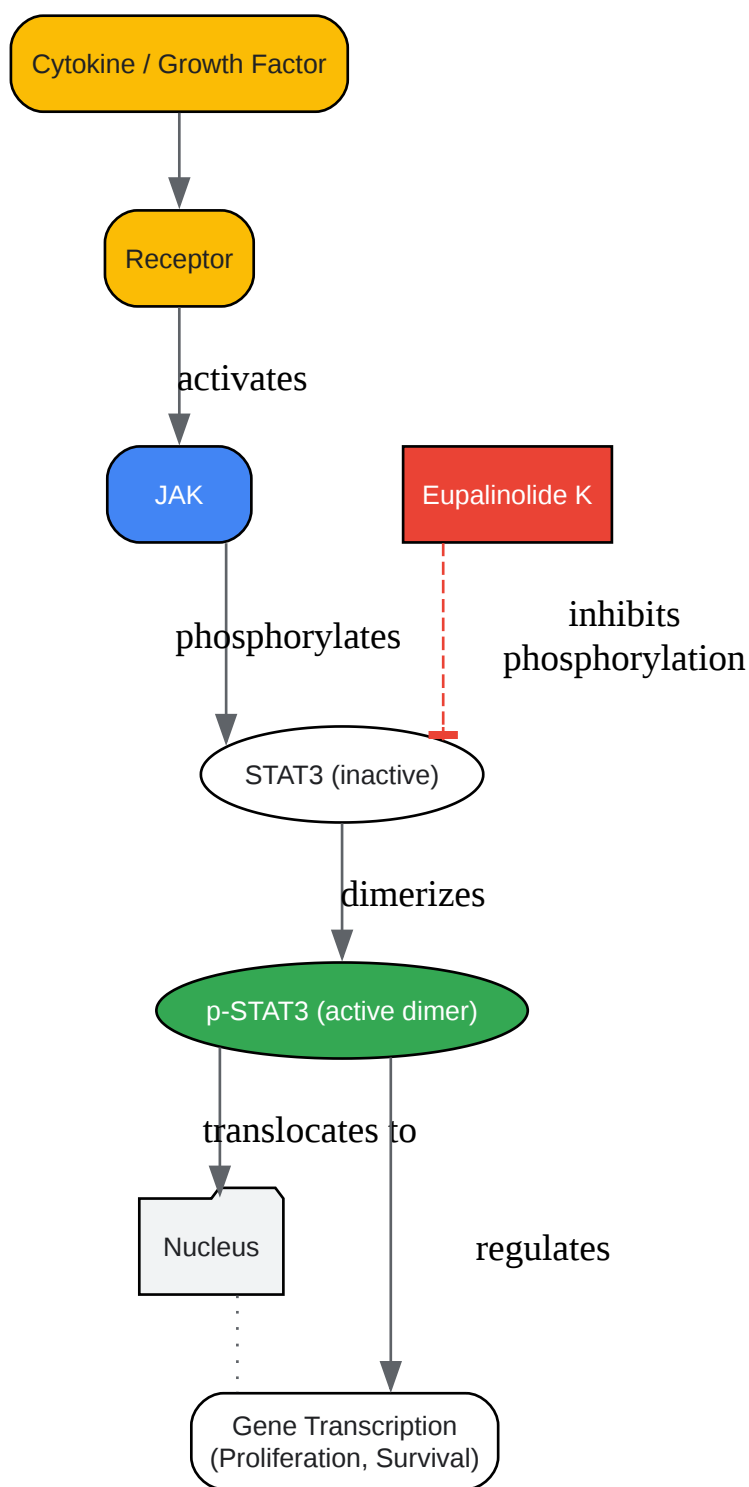 Cytokine / Growth Factor
Receptor
activates
JAK
Eupalinolide K
phosphorylates
inhibits
phosphorylation
STAT3 (inactive)
dimerizes
p-STAT3 (active dimer)
translocates to
Nucleus
regulates
Gene Transcription
(Proliferation, Survival)